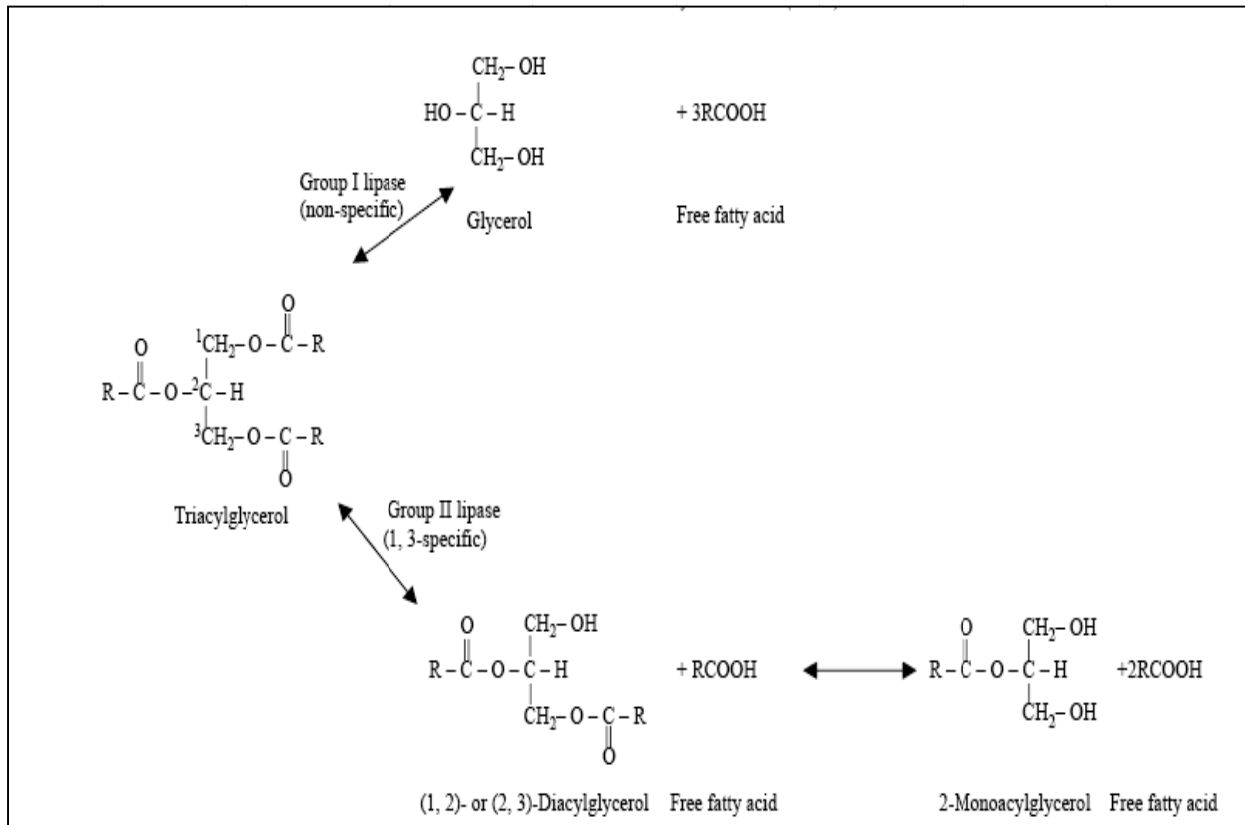 CH2–OH
HO–C–H
+ 3RCOOH
CH2–OH
Group I lipase
(non-specific)
Glycerol
Free fatty acid
O
1CH2–O–C–R
O
R–C–O–2C–H
3CH2–O–C–R
O
Triacylglycerol
Group II lipase
(1, 3-specific)
O
CH2–OH
R–C–O–C–H
+ RCOOH
CH2–O–C–R
O
O
CH2–OH
R–C–O–C–H
+2RCOOH
CH2–OH
(1, 2)- or (2, 3)-Diacylglycerol
Free fatty acid
2-Monoacylglycerol
Free fatty acid